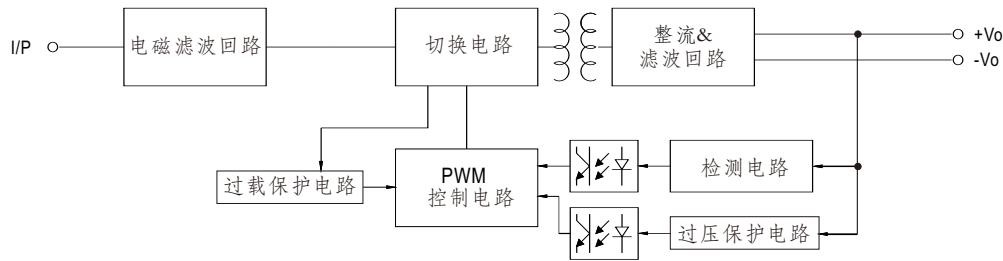 I/P
电磁滤波回路
切换电路
整流&
滤波回路
+Vo
-Vo
过载保护电路
PWM
控制电路
检测电路
过压保护电路